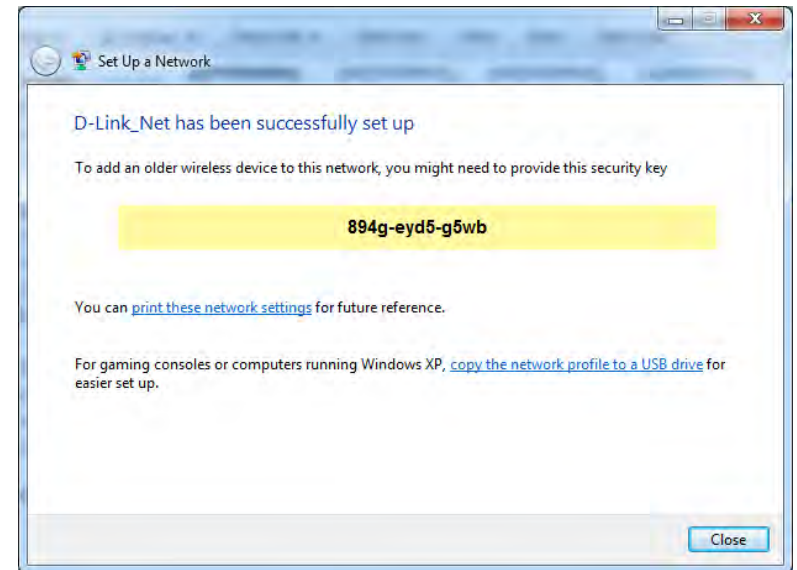 Set Up a Network
D-Link_Net has been successfully set up
To add an older wireless device to this network, you might need to provide this security key
894g-eyd5-g5wb
You can print these network settings for future reference.
For gaming consoles or computers running Windows XP, copy the network profile to a USB drive for
easier set up.
Close